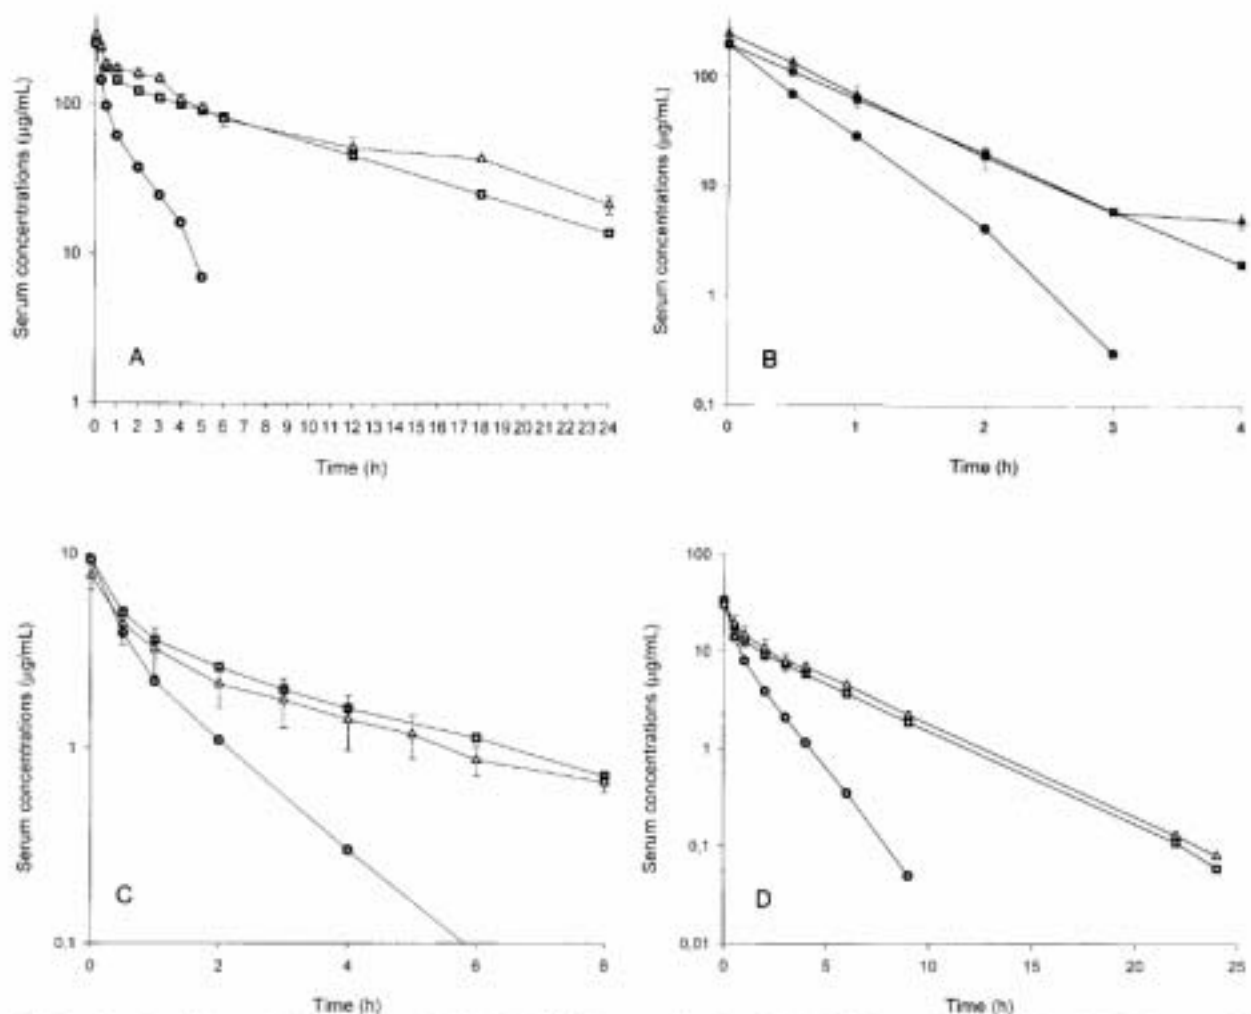 Serum concentrations (µg/mL)
100
10
1
A
0 1 2 3 4 5 6 7 8 9 10 11 12 13 14 15 16 17 18 19 20 21 22 23 24
Time (h)
Serum concentrations (µg/mL)
100
10
1
0,1
B
0 1 2 3 4
Time (h)
Serum concentrations (µg/mL)
10
1
0.1
C
0 2 4 6 8
Time (h)
Serum concentrations (µg/mL)
100
10
1
0,1
0,01
D
0 5 10 15 20 25
Time (h)